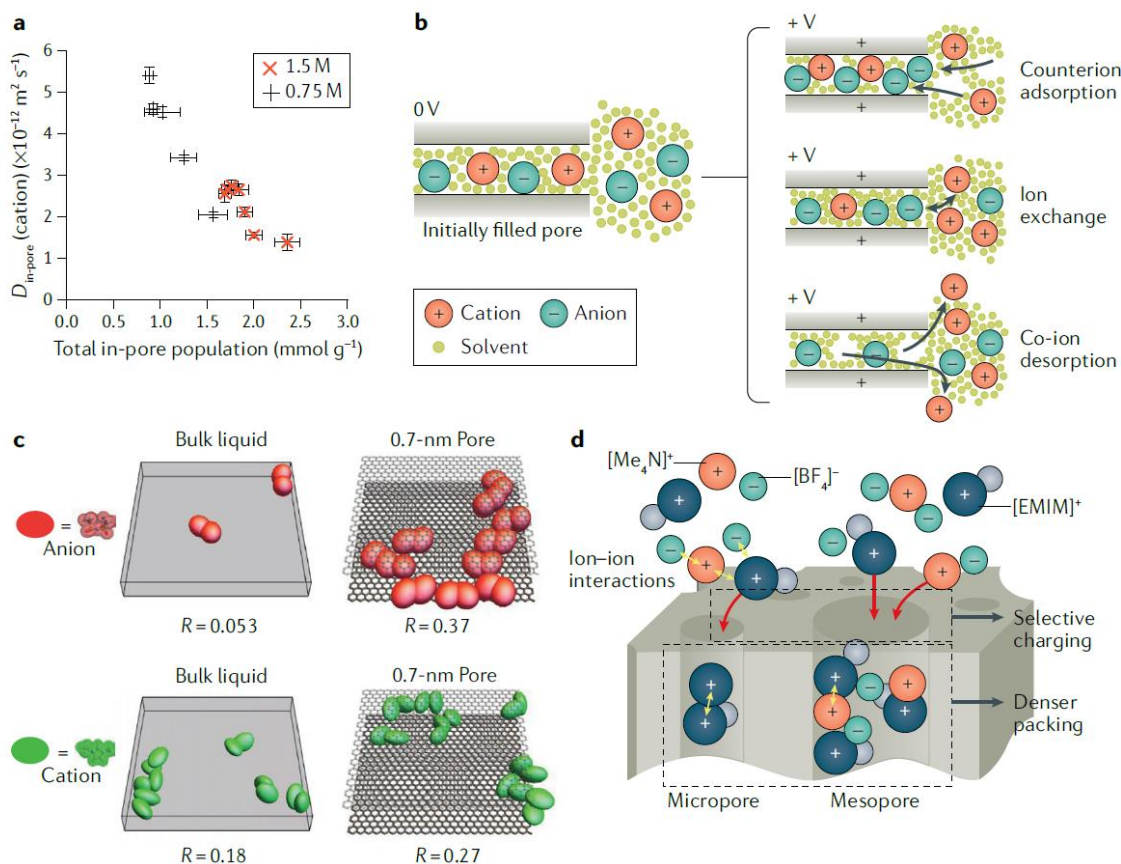 a
6
5
4
3
2
1
0
D in-pore (cation) (×10⁻¹² m² s⁻¹)
1.5 M
0.75 M
0.0 0.5 1.0 1.5 2.0 2.5 3.0
Total in-pore population (mmol g⁻¹)
b
0 V
Initially filled pore
+ Cation − Anion
Solvent
+ V
Counterion
adsorption
+ V
Ion
exchange
+ V
Co-ion
desorption
c
Bulk liquid
0.7-nm Pore
=
Anion
R = 0.053
R = 0.37
Bulk liquid
0.7-nm Pore
=
Cation
R = 0.18
R = 0.27
d
[Me₄N]⁺
[BF₄]⁻
[EMIM]⁺
Ion–ion
interactions
Selective
charging
Denser
packing
Micropore
Mesopore